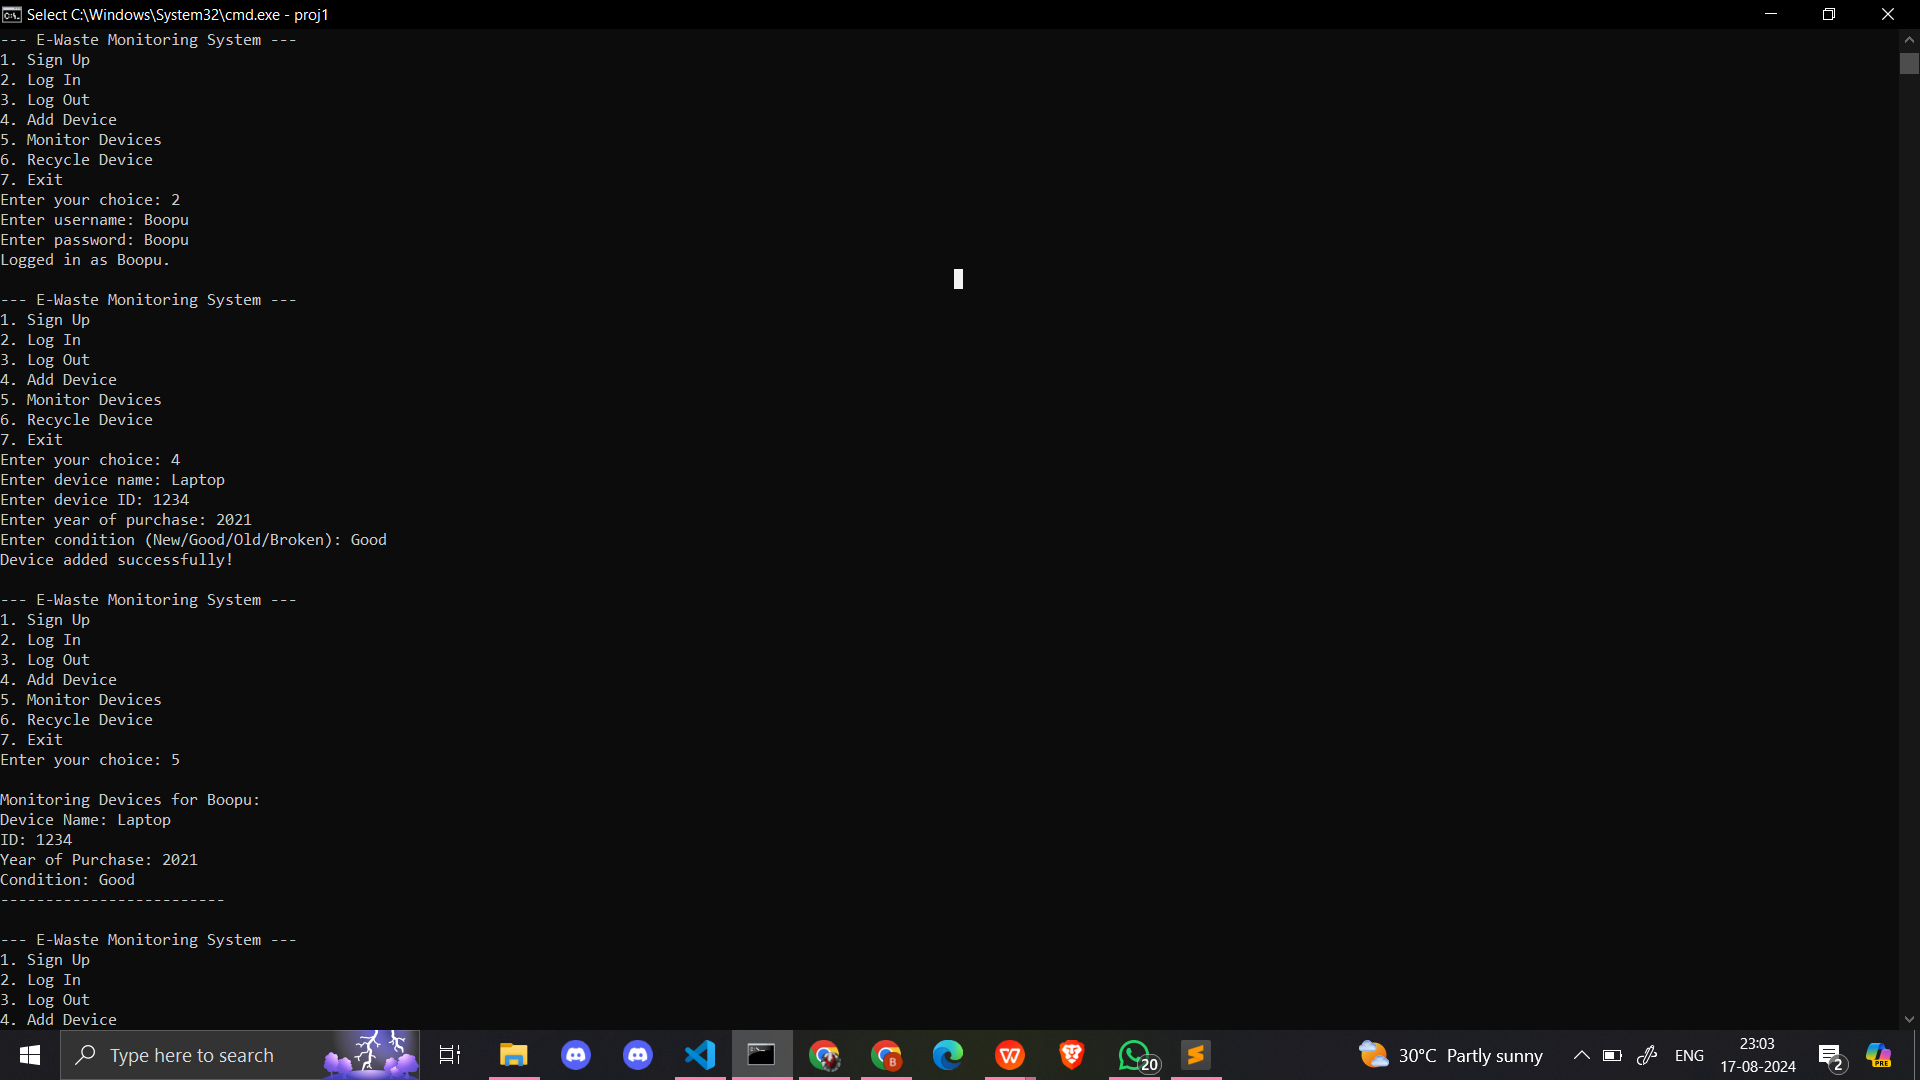 Select C:\Windows\System32\cmd.exe - proj1
--- E-Waste Monitoring System ---
1. Sign Up
2. Log In
3. Log Out
4. Add Device
5. Monitor Devices
6. Recycle Device
7. Exit
Enter your choice: 2
Enter username: Boopu
Enter password: Boopu
Logged in as Boopu.
--- E-Waste Monitoring System ---
1. Sign Up
2. Log In
3. Log Out
4. Add Device
5. Monitor Devices
6. Recycle Device
7. Exit
Enter your choice: 4
Enter device name: Laptop
Enter device ID: 1234
Enter year of purchase: 2021
Enter condition (New/Good/Old/Broken): Good
Device added successfully!
--- E-Waste Monitoring System ---
1. Sign Up
2. Log In
3. Log Out
4. Add Device
5. Monitor Devices
6. Recycle Device
7. Exit
Enter your choice: 5
Monitoring Devices for Boopu:
Device Name: Laptop
ID: 1234
Year of Purchase: 2021
Condition: Good
-------------------------
--- E-Waste Monitoring System ---
1. Sign Up
2. Log In
3. Log Out
4. Add Device
Type here to search
20
30°C Partly sunny
ENG
23:03
17-08-2024
2
PRE